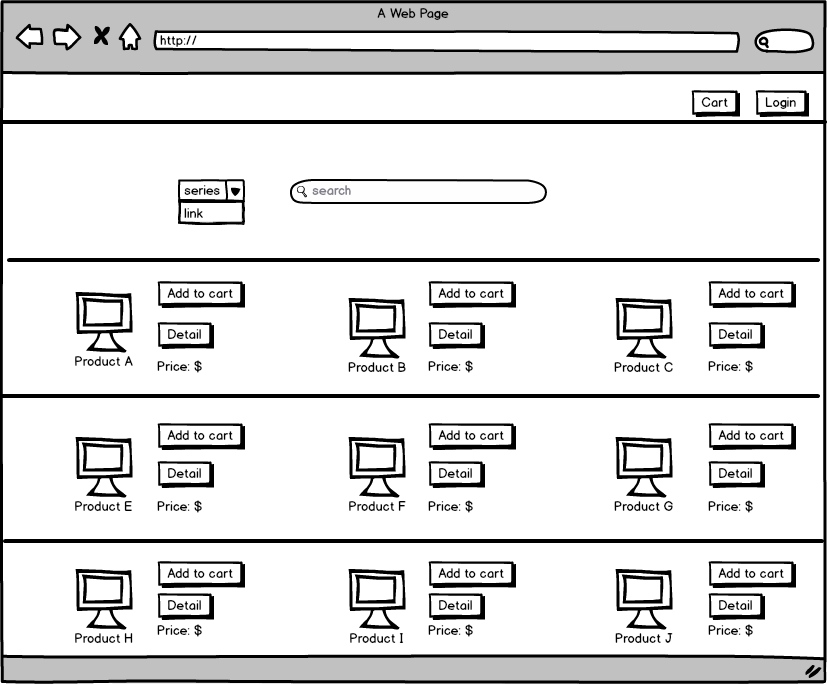 A Web Page
http://
Cart
Login
series
search
link
Add to cart
Detail
Product A
Price: $
Add to cart
Detail
Product B
Price: $
Add to cart
Detail
Product C
Price: $
Add to cart
Detail
Product E
Price: $
Add to cart
Detail
Product F
Price: $
Add to cart
Detail
Product G
Price: $
Add to cart
Detail
Price: $
Product H
Add to cart
Detail
Price: $
Product I
Add to cart
Detail
Price: $
Product J